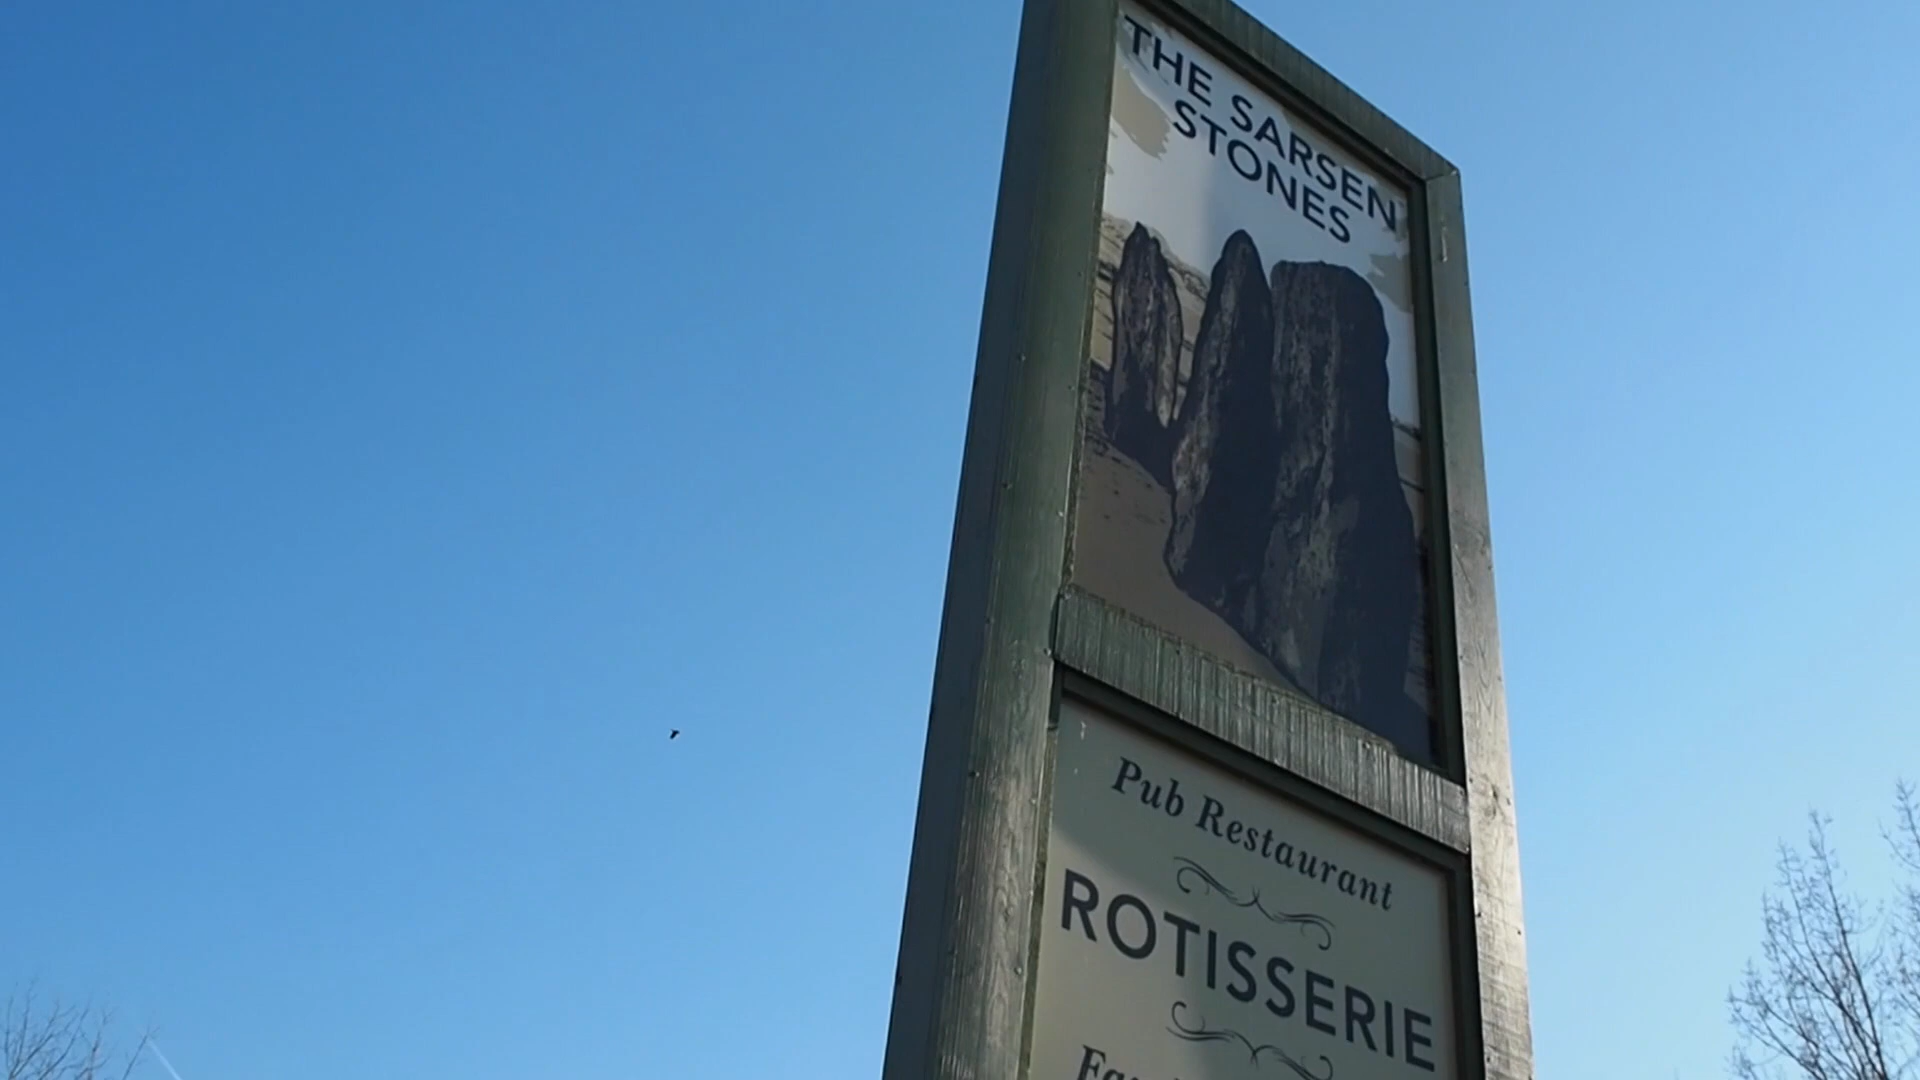 THE SARSEN
STONES
Pub Restaurant
ROTISSERIE